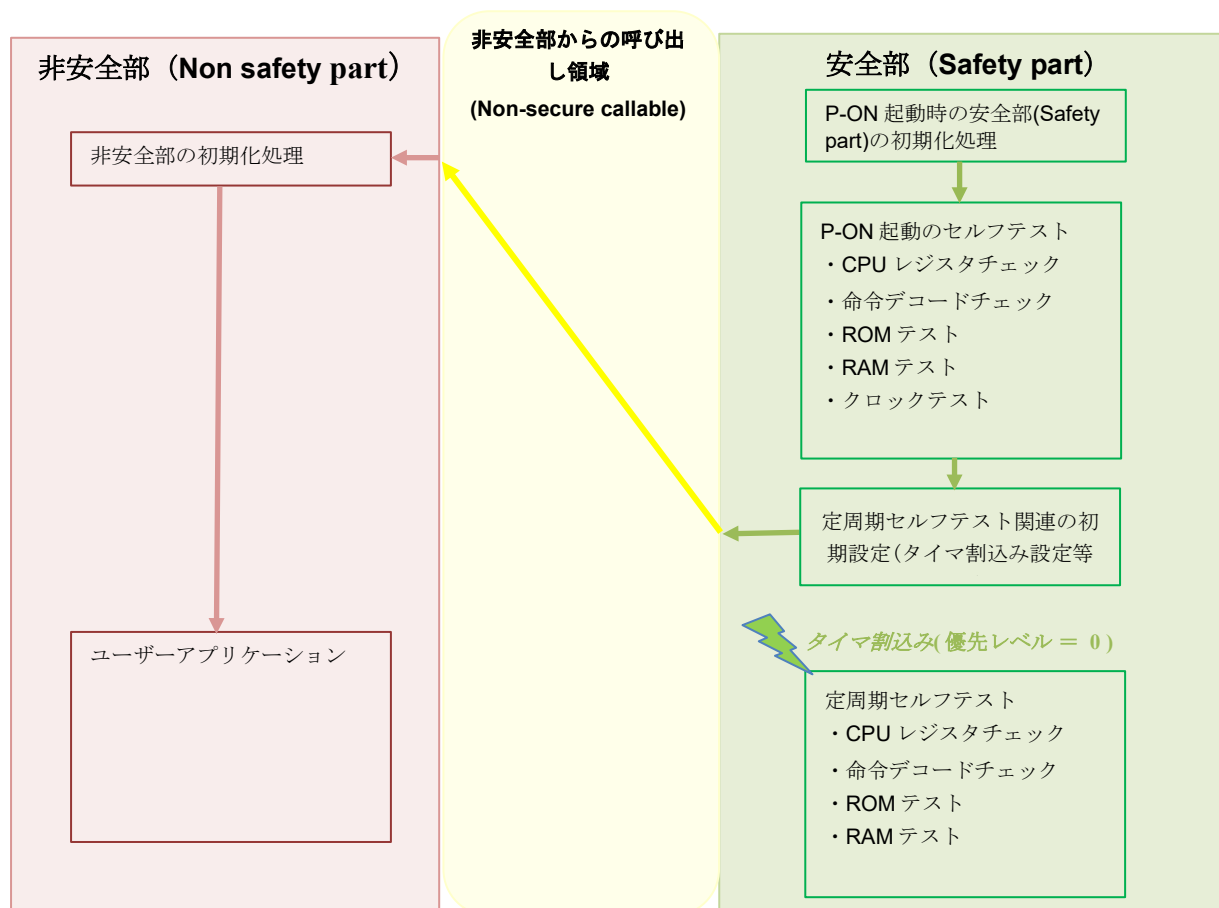 非安全部（Non safety part）
非安全部の初期化処理
ユーザーアプリケーション
非安全部からの呼び出
し領域
(Non-secure callable)
安全部（Safety part）
P-ON 起動時の安全部(Safety
part)の初期化処理
P-ON 起動のセルフテスト
・CPU レジスタチェック
・命令デコードチェック
・ROM テスト
・RAM テスト
・クロックテスト
定周期セルフテスト関連の初
期設定(タイマ割込み設定等
タイマ割込み( 優先レベル ＝ 0 )
定周期セルフテスト
・CPU レジスタチェック
・命令デコードチェック
・ROM テスト
・RAM テスト